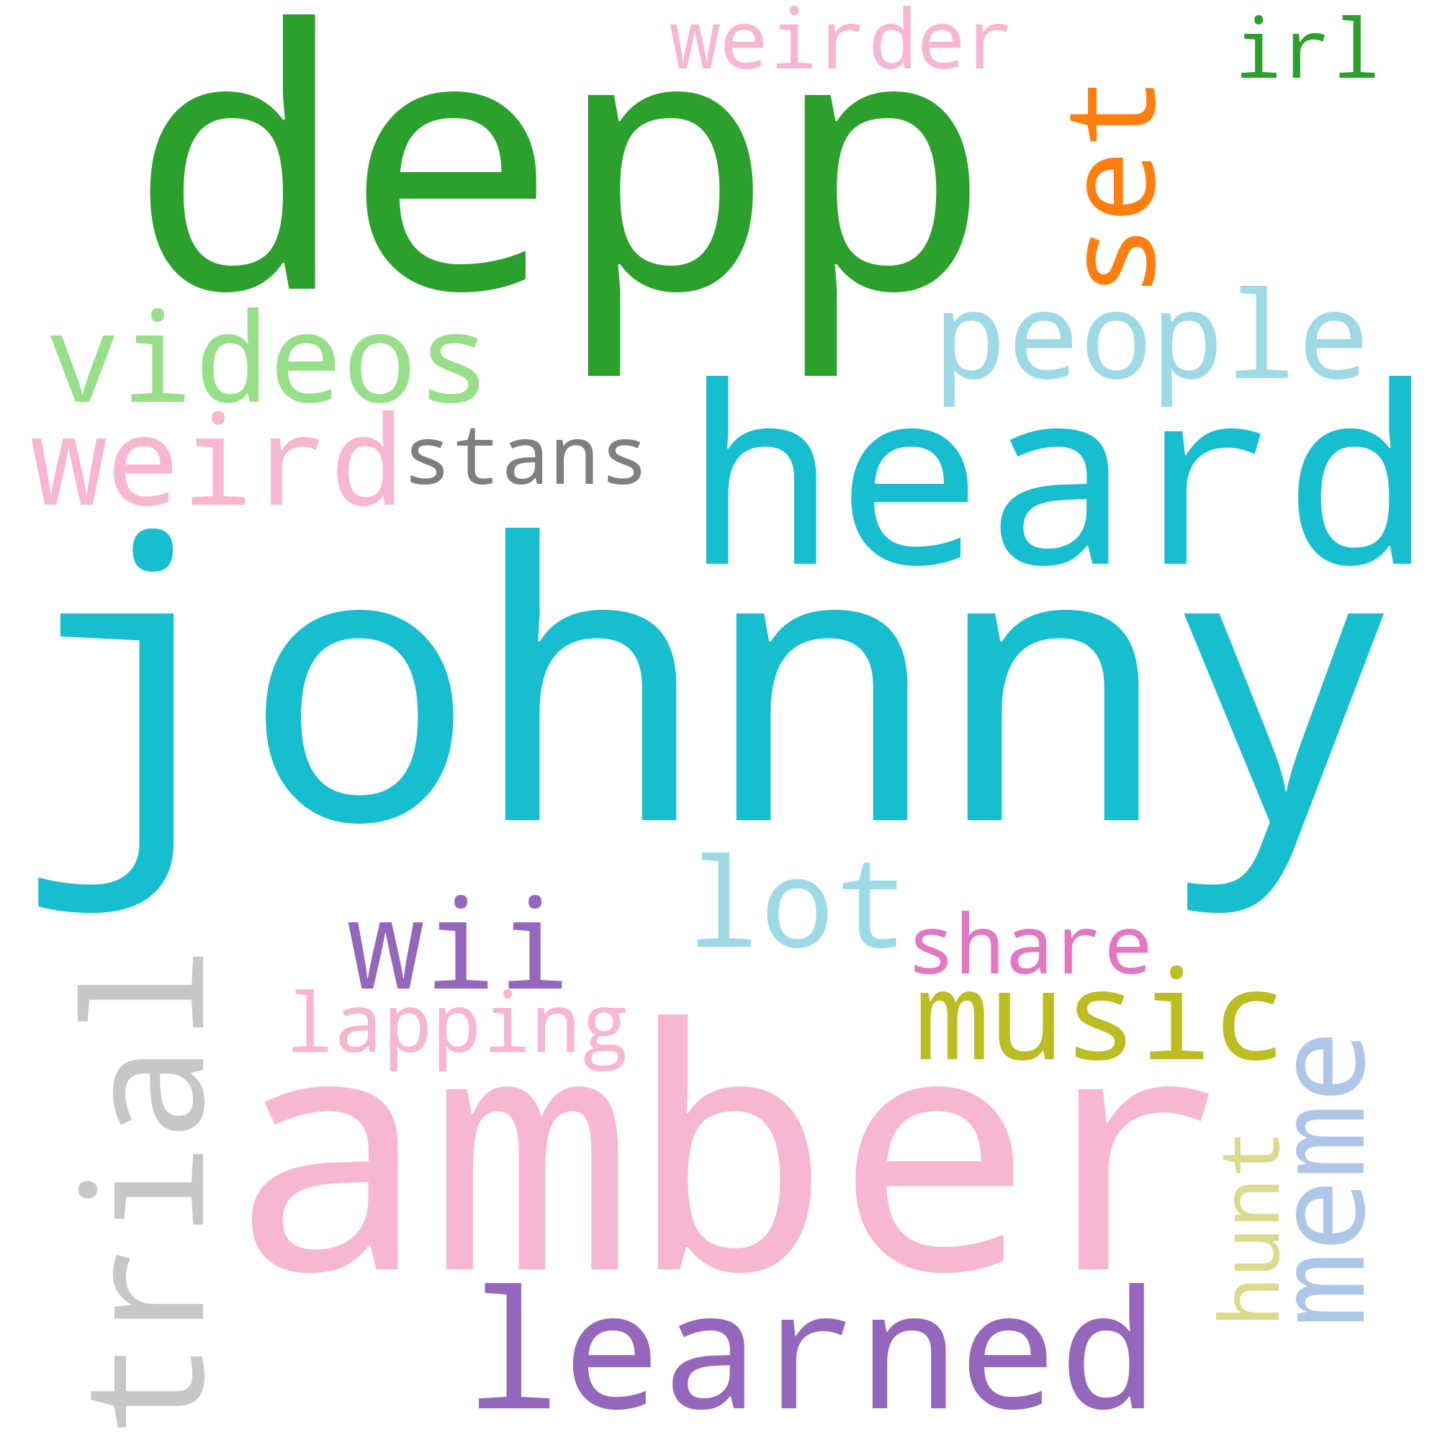 weirder
irl
depp
set
videos
people
weird
stans
heard
johnny
lot
wii
share
music
lapping
trial
amber
meme
hunt
learned